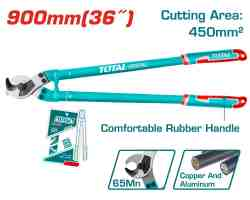 900mm(36˝)
Cutting Area:
450mm²
TOTAL
Comfortable Rubber Handle
65Mn
Copper And
Aluminum